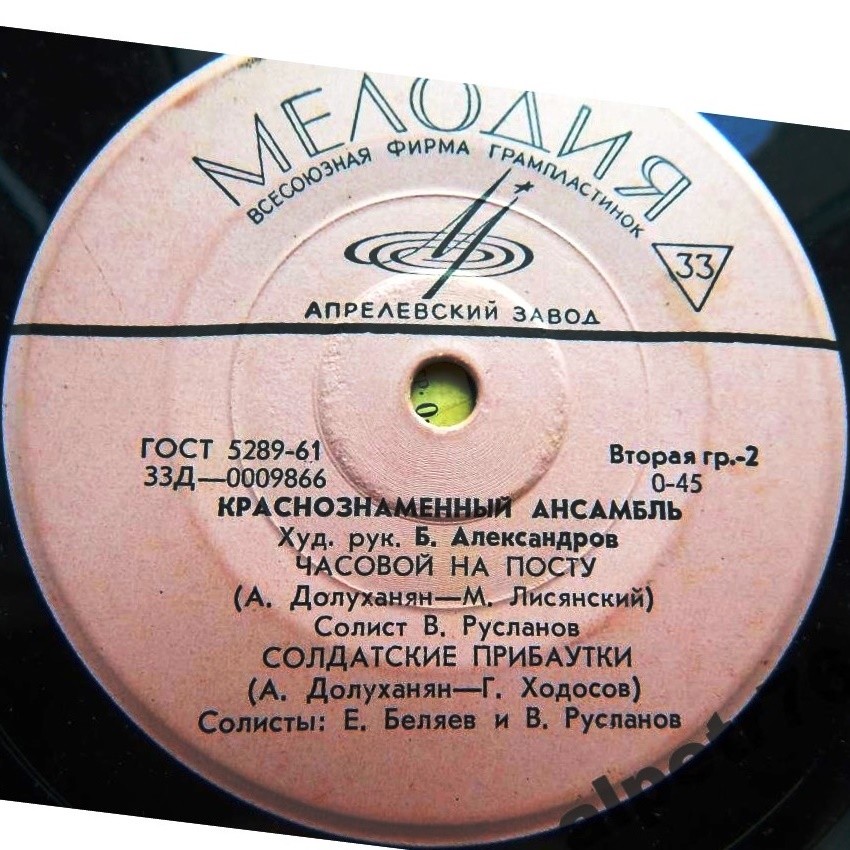 МЕЛОДИЯ
ВСЕСОЮЗНАЯ ФИРМА ГРАМПЛАСТИНОК
33
АПРЕЛЕВСКИЙ ЗАВОД
ГОСТ 5289-61
Вторая гр.-2
33Д—0009866
0-45
КРАСНОЗНАМЕННЫЙ АНСАМБЛЬ
Худ. рук. Б. Александров
ЧАСОВОЙ НА ПОСТУ
(А. Долуханян—М. Лисянский)
Солист В. Русланов
СОЛДАТСКИЕ ПРИБАУТКИ
(А. Долуханян—Г. Ходосов)
Солисты: Е. Беляев и В. Русланов